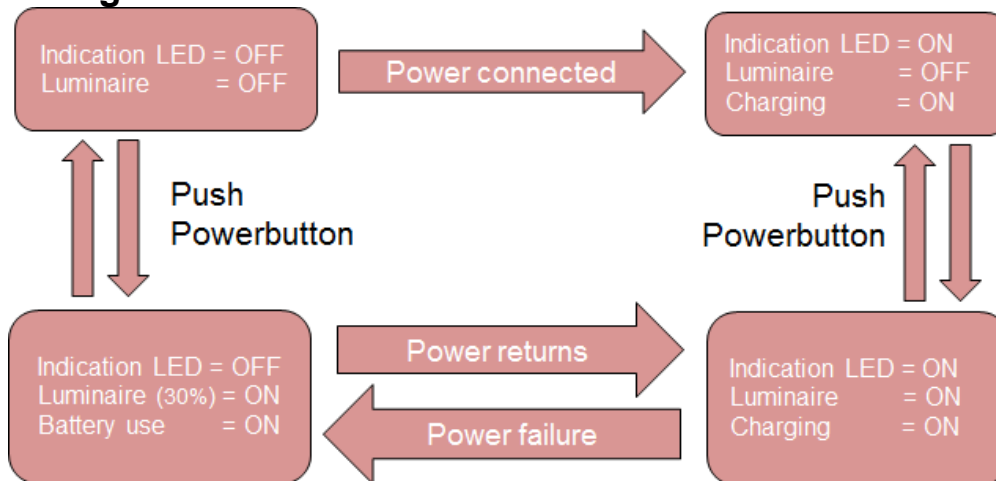 Indication LED = OFF
Luminaire = OFF
Power connected
Indication LED = ON
Luminaire = OFF
Charging = ON
Push
Powerbutton
Push
Powerbutton
Indication LED = OFF
Luminaire (30%) = ON
Battery use = ON
Power returns
Power failure
Indication LED = ON
Luminaire = ON
Charging = ON